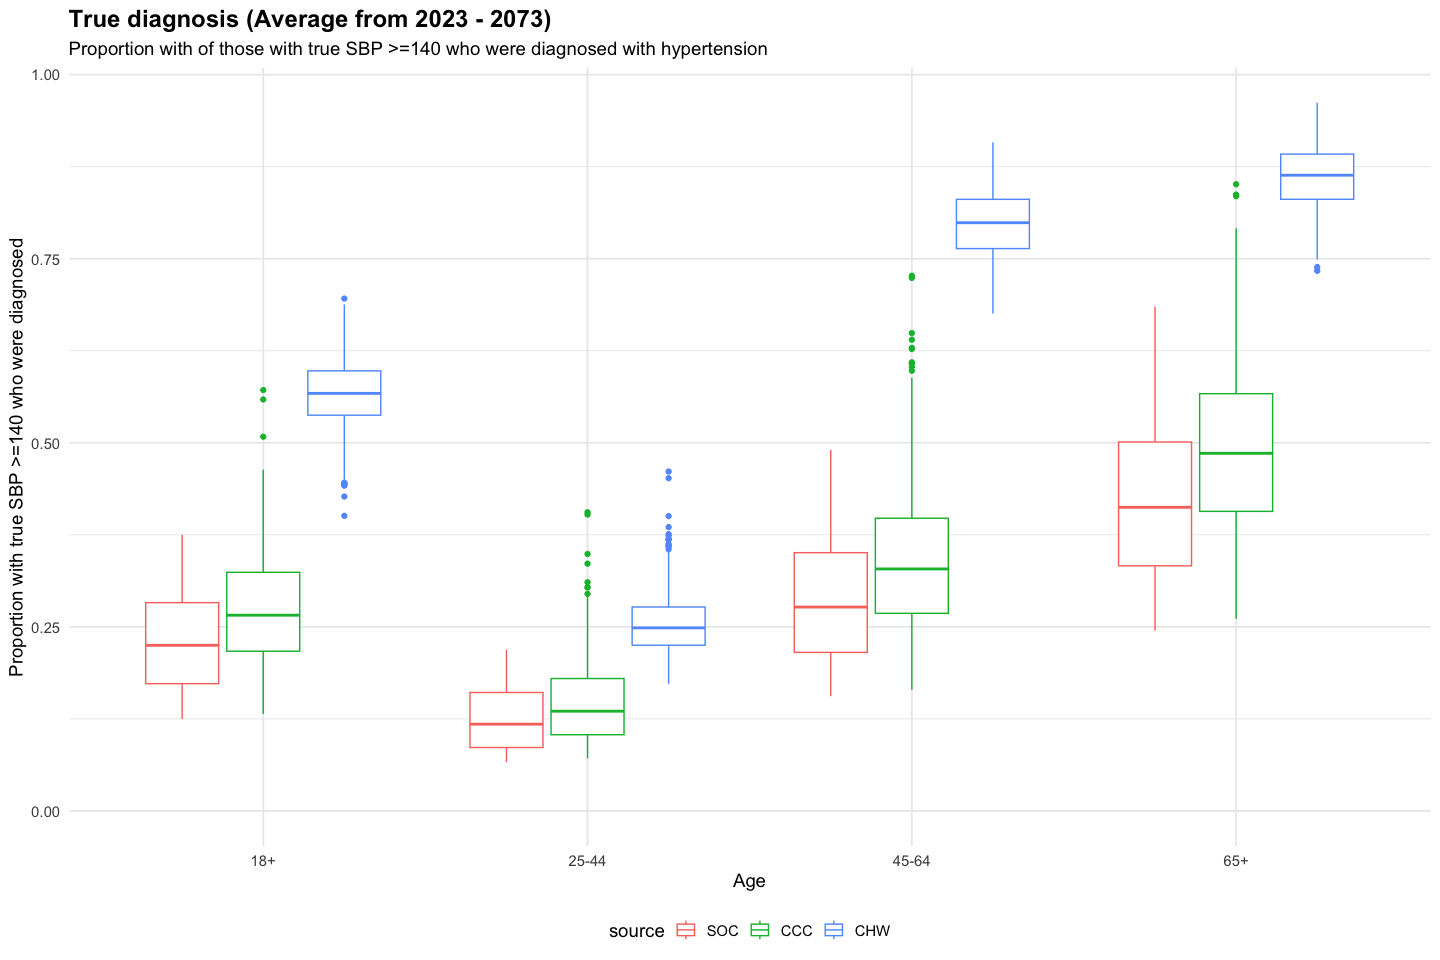 True diagnosis (Average from 2023 - 2073)
Proportion with of those with true SBP >=140 who were diagnosed with hypertension
Proportion with true SBP >=140 who were diagnosed
1.00
0.75
0.50
0.25
0.00
18+ 25-44 45-64 65+
Age
source SOC CCC CHW